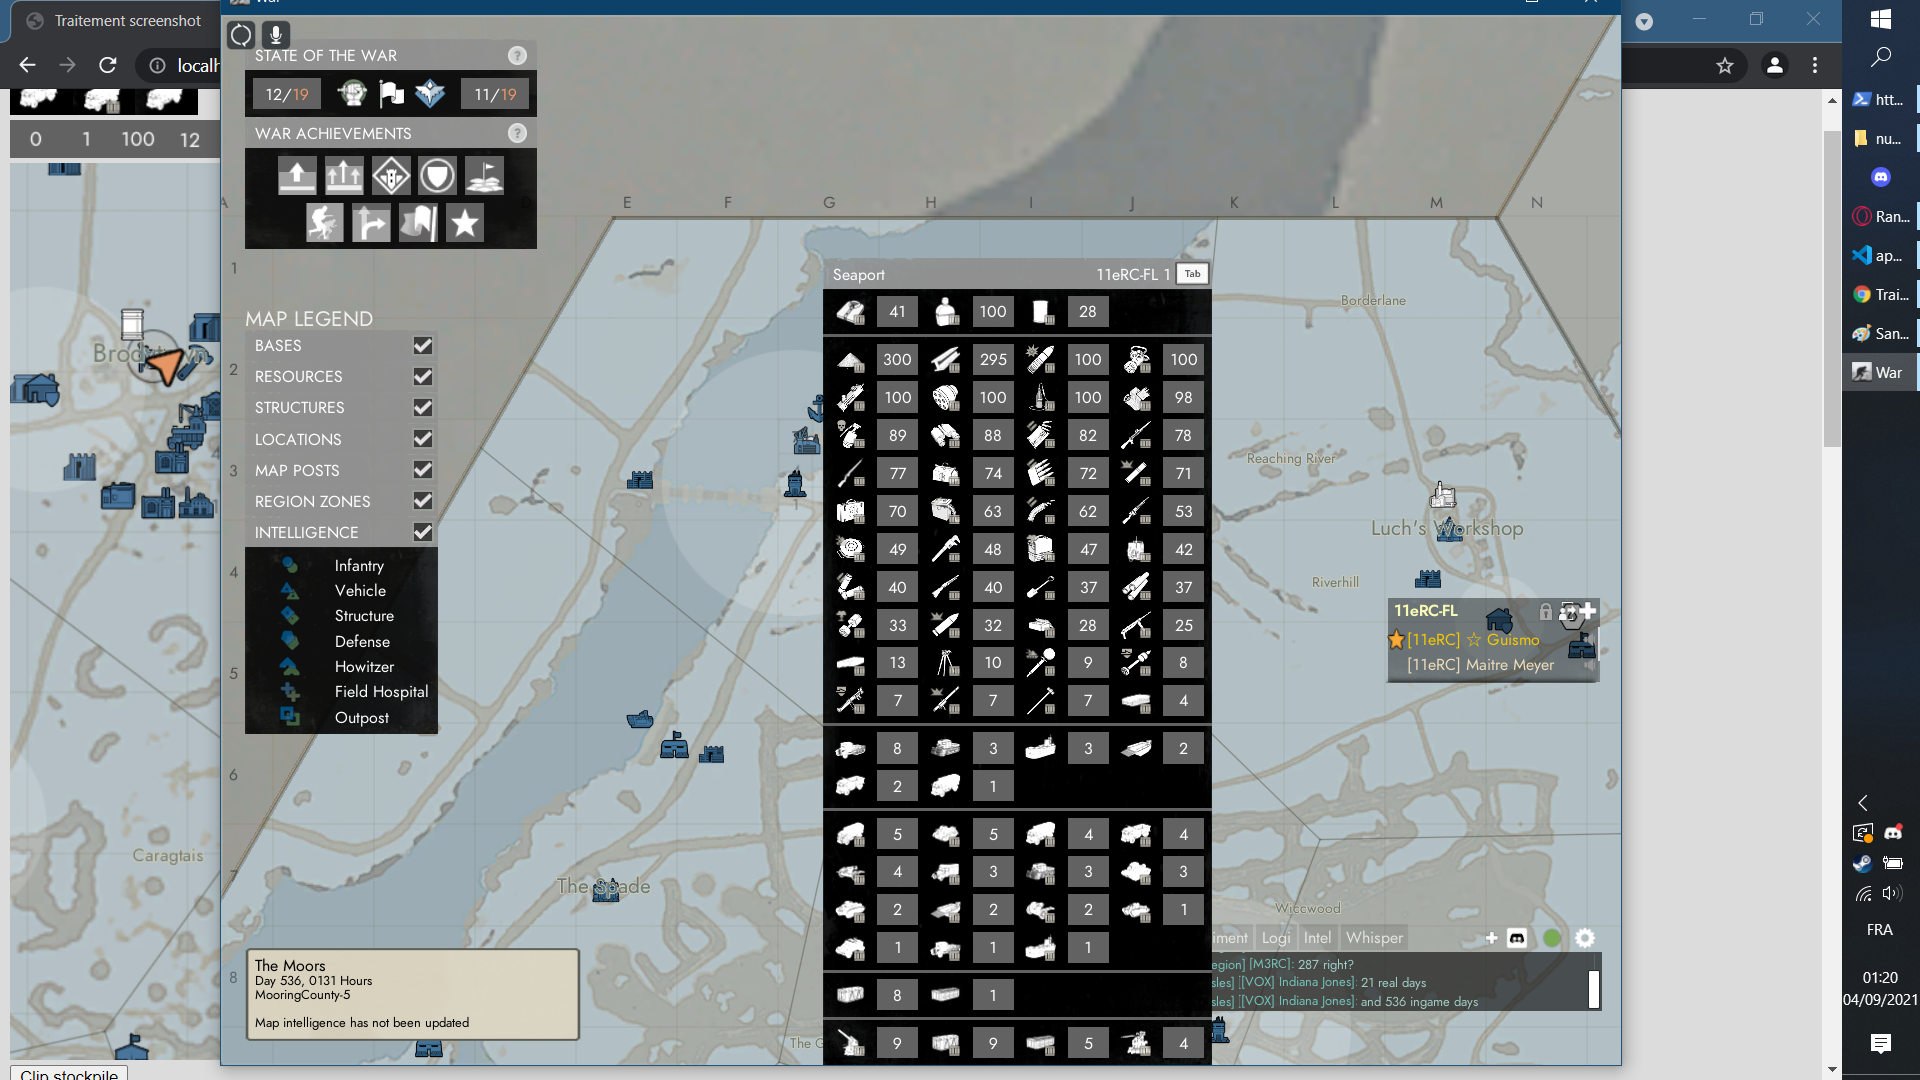 War
Traitement screenshot
localh
0 1 100 12
STATE OF THE WAR ?
12/19 11/19
WAR ACHIEVEMENTS ?
A D E F G H I J K L M N
1
2
3
4
5
6
7
8
MAP LEGEND
BASES
RESOURCES
STRUCTURES
LOCATIONS
MAP POSTS
REGION ZONES
INTELLIGENCE
Infantry
Vehicle
Structure
Defense
Howitzer
Field Hospital
Outpost
Caragtais
The Spade
Seaport 11eRC-FL 1 Tab
41 100 28
300 295 100 100
100 100 100 98
89 88 82 78
77 74 72 71
70 63 62 53
49 48 47 42
40 40 37 37
33 32 28 25
13 10 9 8
7 7 7 4
8 3 3 2
2 1
5 5 4 4
4 3 3 3
2 2 2 1
1 1 1
8 1
9 9 5 4
Borderlane
Reaching River
Luch's Workshop
Riverhill
11eRC-FL
[11eRC] ☆ Guismo
[11eRC] Maitre Meyer
Wiccwood
iment Logi Intel Whisper
egion] [M3RC]: 287 right?
sles] [[VOX] Indiana Jones]: 21 real days
sles] [[VOX] Indiana Jones]: and 536 ingame days
The Moors
Day 536, 0131 Hours
MooringCounty-5
Map intelligence has not been updated
Clip stockpile
htt...
nu...
Ran...
ap...
Trai...
San...
War
FRA
01:20
04/09/2021